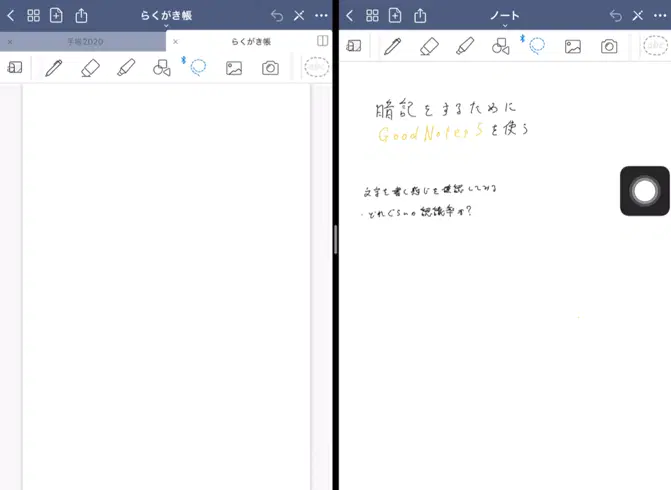 らくがき帳
ノート
手帳2020
らくがき帳
暗記をするために
GoodNotes5を使う
文字を書く感じを確認してみる
・どれくらいの認識率か?